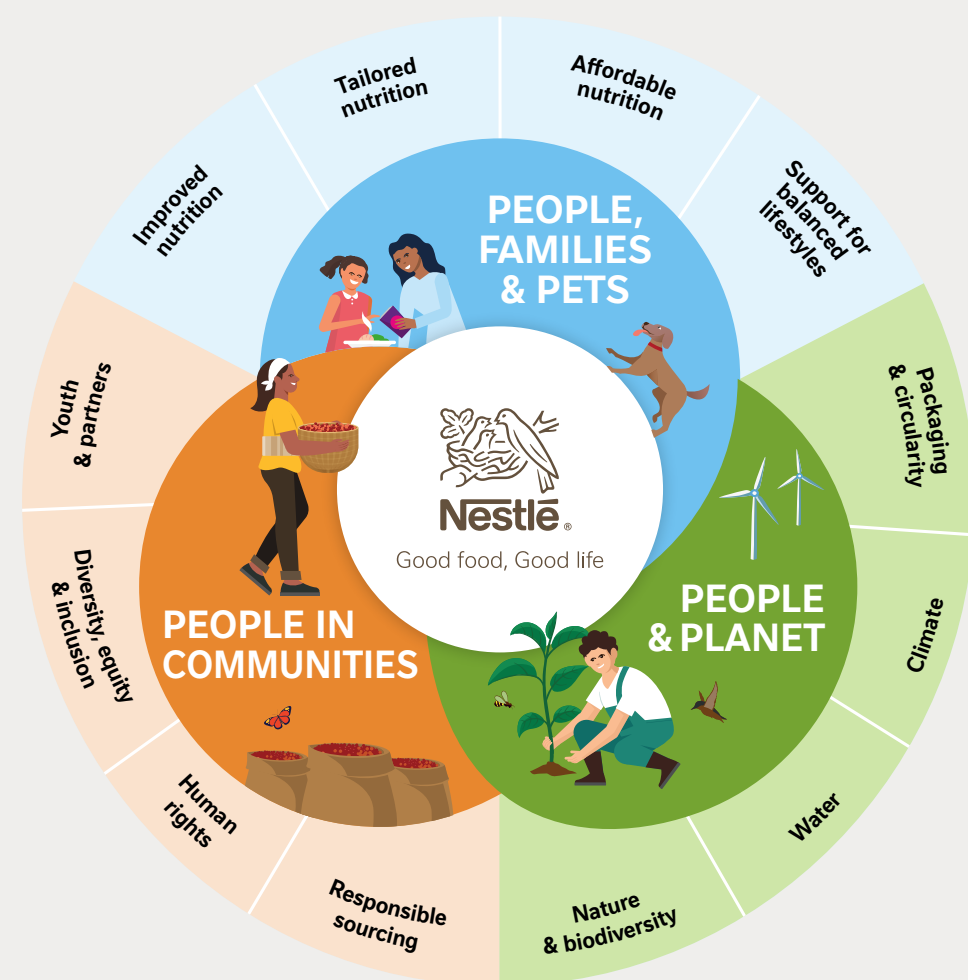 Tailored
nutrition
Affordable
nutrition
Improved
nutrition
Support for
balanced
lifestyles
PEOPLE,
FAMILIES
& PETS
Youth
& partners
Packaging
& circularity
Nestlé ®
Good food, Good life
Diversity, equity
& inclusion
PEOPLE IN
COMMUNITIES
PEOPLE
& PLANET
Climate
Human
rights
Water
Responsible
sourcing
Nature
& biodiversity